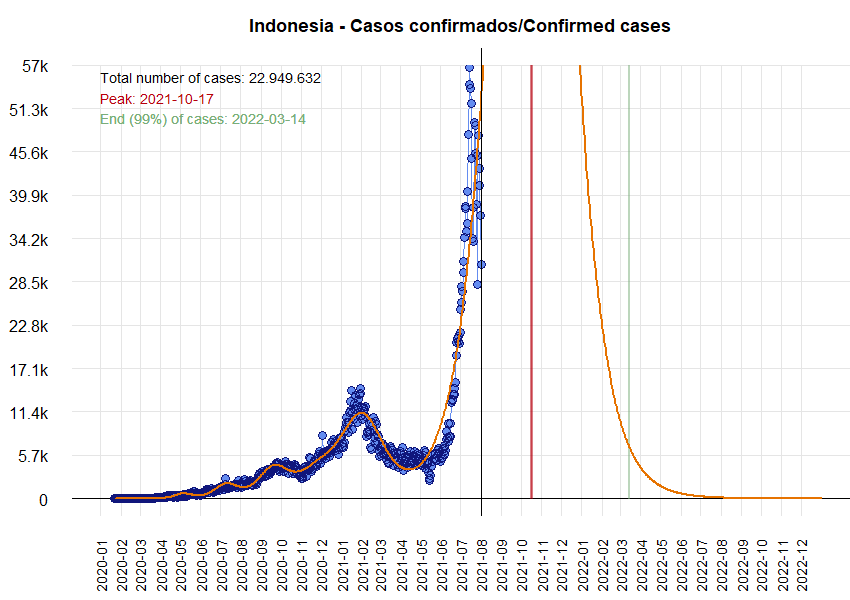 Indonesia - Casos confirmados/Confirmed cases
57k
Total number of cases: 22.949.632
Peak: 2021-10-17
51.3k
End (99%) of cases: 2022-03-14
45.6k
39.9k
34.2k
28.5k
22.8k
17.1k
11.4k
5.7k
0
2020-01
2020-02
2020-03
2020-04
2020-05
2020-06
2020-07
2020-08
2020-09
2020-10
2020-11
2020-12
2021-01
2021-02
2021-03
2021-04
2021-05
2021-06
2021-07
2021-08
2021-09
2021-10
2021-11
2021-12
2022-01
2022-02
2022-03
2022-04
2022-05
2022-06
2022-07
2022-08
2022-09
2022-10
2022-11
2022-12